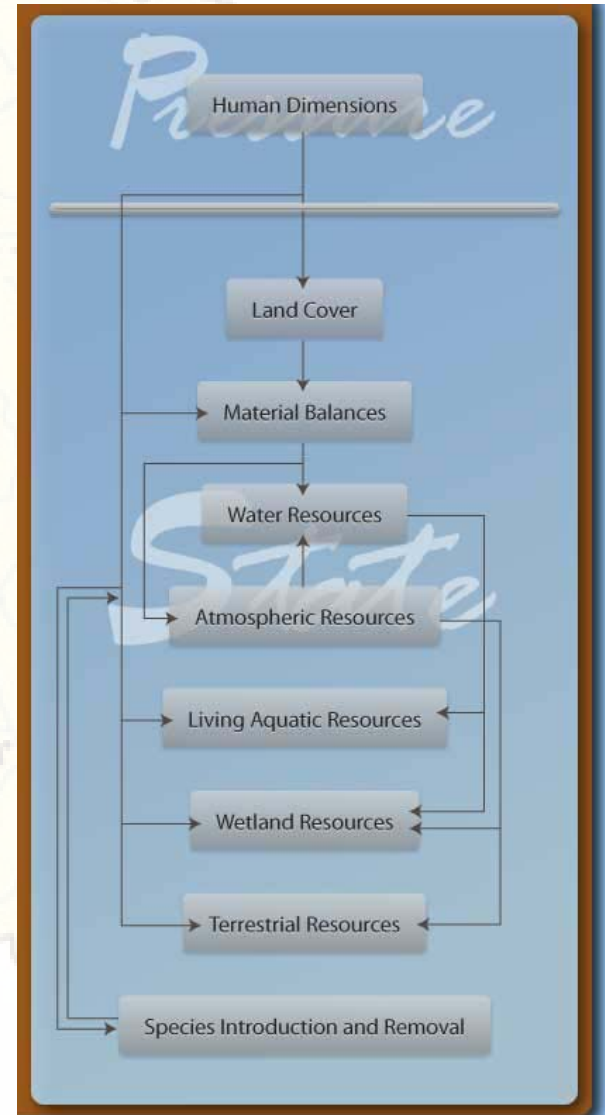 Pressure
Human Dimensions
Land Cover
Material Balances
Water Resources
State
Atmospheric Resources
Living Aquatic Resources
Wetland Resources
Terrestrial Resources
Species Introduction and Removal